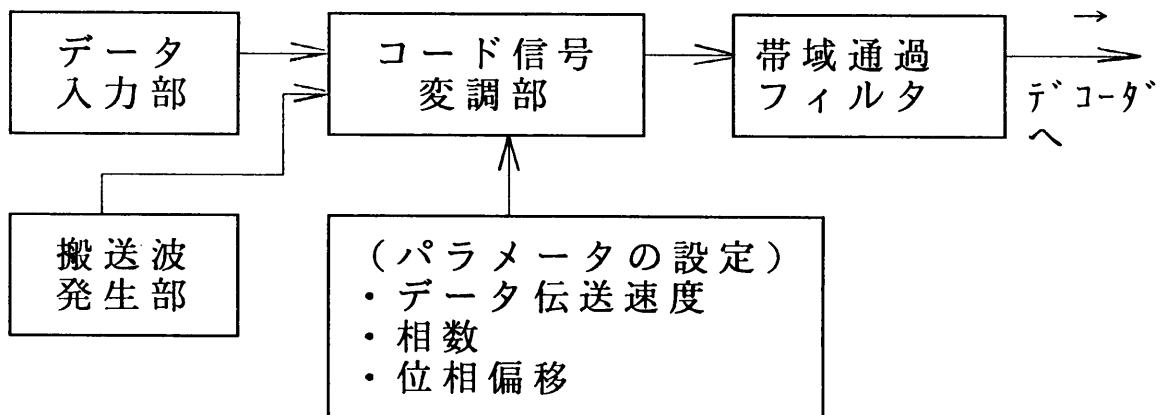 データ
入力部
コード信号
変調部
帯域通過
フィルタ
→
デコーダ
へ
搬送波
発生部
（パラメータの設定）
・データ伝送速度
・相数
・位相偏移